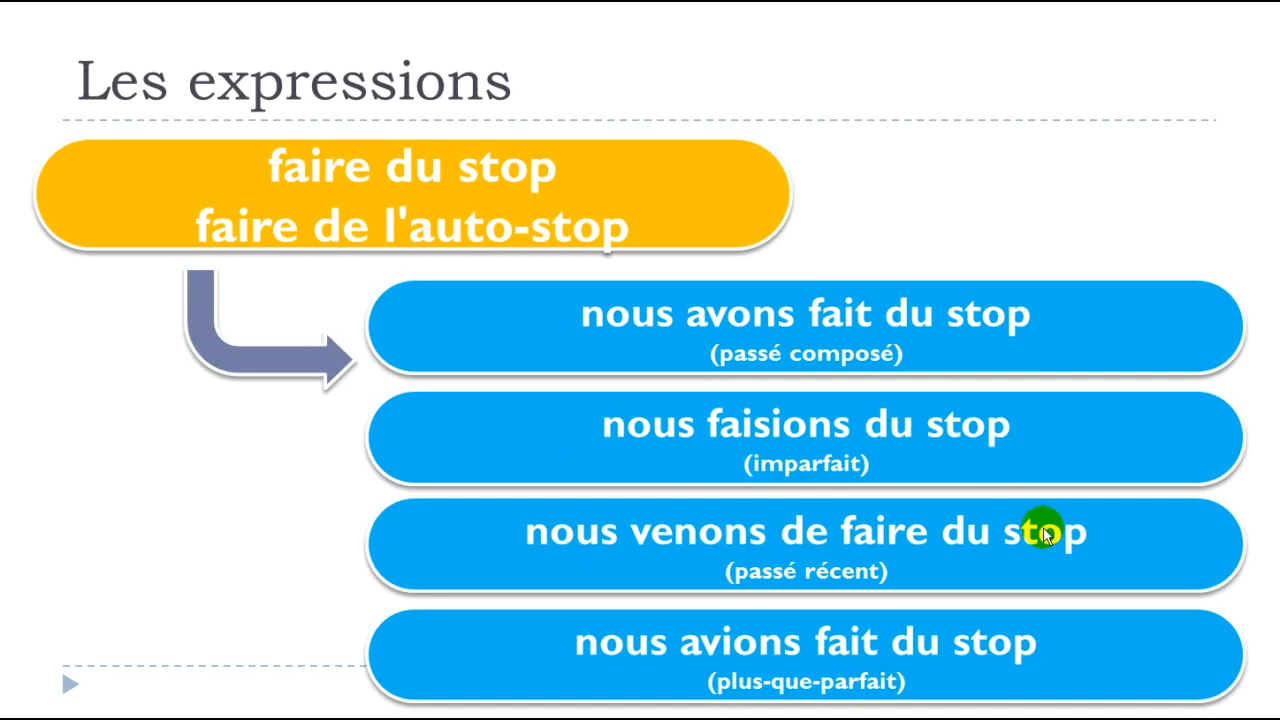 Les expressions
faire du stop
faire de l'auto-stop
nous avons fait du stop
(passé composé)
nous faisions du stop
(imparfait)
nous venons de faire du stop
(passé récent)
nous avions fait du stop
(plus-que-parfait)